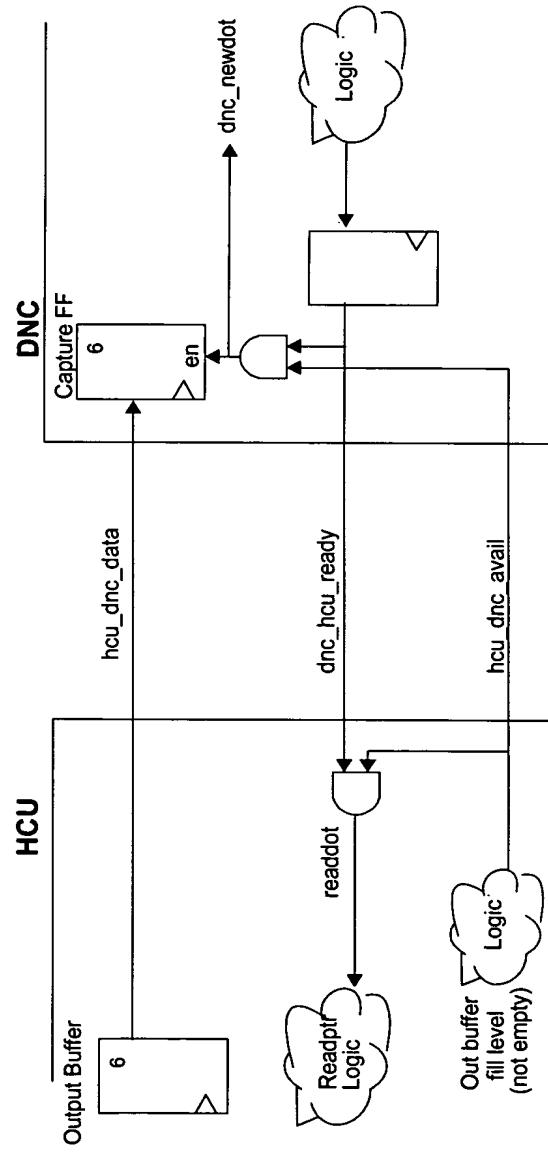 HCU
DNC
Output Buffer
6
hcu_dnc_data
Capture FF
6
en
dnc_newdot
Readptr
Logic
readdot
dnc_hcu_ready
Logic
Out buffer
fill level
(not empty)
Logic
hcu_dnc_avail